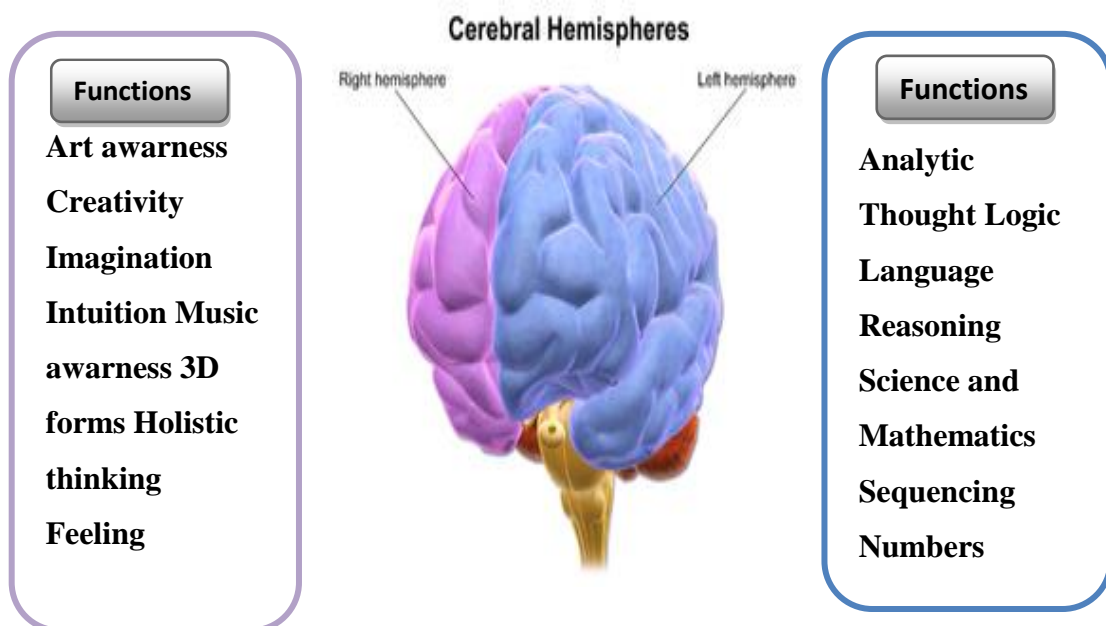 Cerebral Hemispheres
Right hemisphere
Left hemisphere
Functions
Art awarness
Creativity
Imagination
Intuition Music
awarness 3D
forms Holistic
thinking
Feeling
Functions
Analytic
Thought Logic
Language
Reasoning
Science and
Mathematics
Sequencing
Numbers